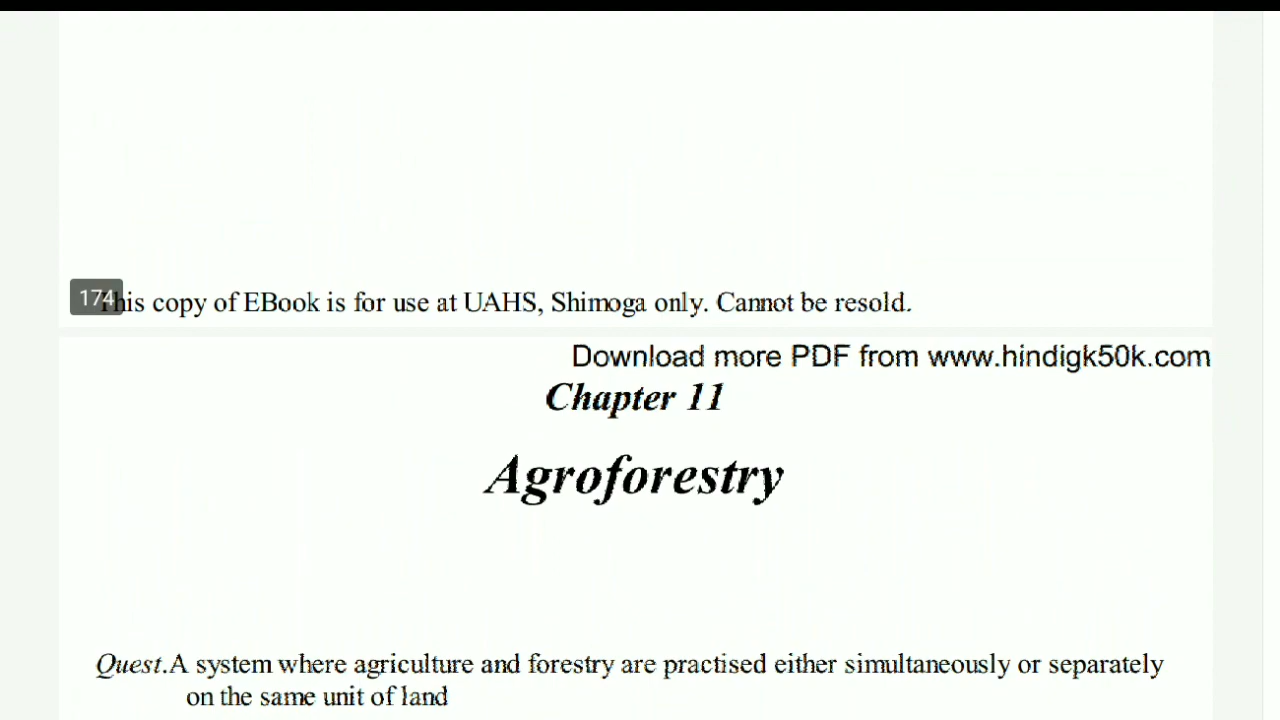 174
This copy of EBook is for use at UAHS, Shimoga only. Cannot be resold.
Download more PDF from www.hindigk50k.com
Chapter 11
Agroforestry
Quest.A system where agriculture and forestry are practised either simultaneously or separately
on the same unit of land